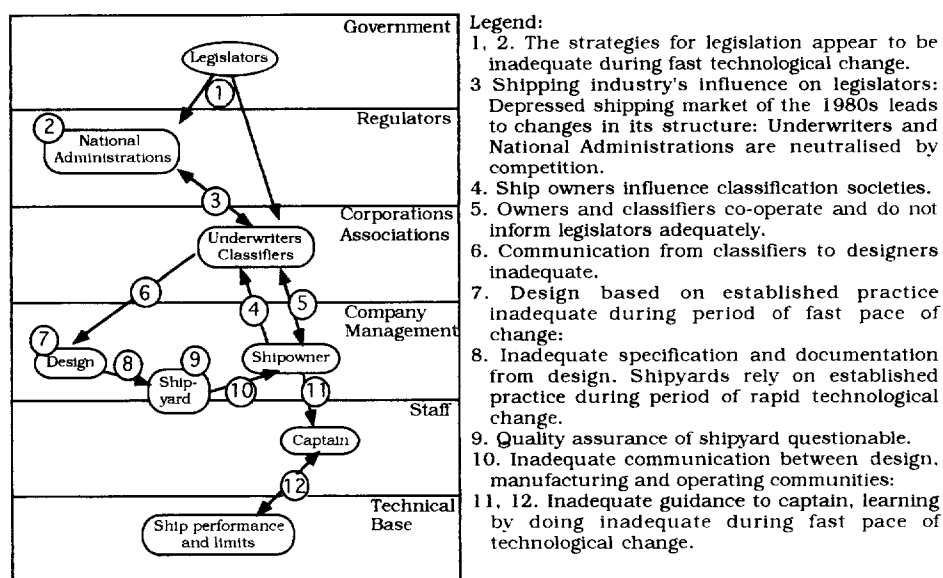 Government
Legislators
1
Regulators
2
National
Administrations
3
Corporations
Associations
Underwriters
Classifiers
6
4
5
Company
Management
7
Design
8
9
Ship-
yard
10
Shipowner
11
Staff
Captain
12
Technical
Base
Ship performance
and limits
Legend:
1, 2. The strategies for legislation appear to be
inadequate during fast technological change.
3 Shipping industry's influence on legislators:
Depressed shipping market of the 1980s leads
to changes in its structure: Underwriters and
National Administrations are neutralised by
competition.
4. Ship owners influence classification societies.
5. Owners and classifiers co-operate and do not
inform legislators adequately.
6. Communication from classifiers to designers
inadequate.
7. Design based on established practice
inadequate during period of fast pace of
change:
8. Inadequate specification and documentation
from design. Shipyards rely on established
practice during period of rapid technological
change.
9. Quality assurance of shipyard questionable.
10. Inadequate communication between design,
manufacturing and operating communities:
11, 12. Inadequate guidance to captain, learning
by doing inadequate during fast pace of
technological change.